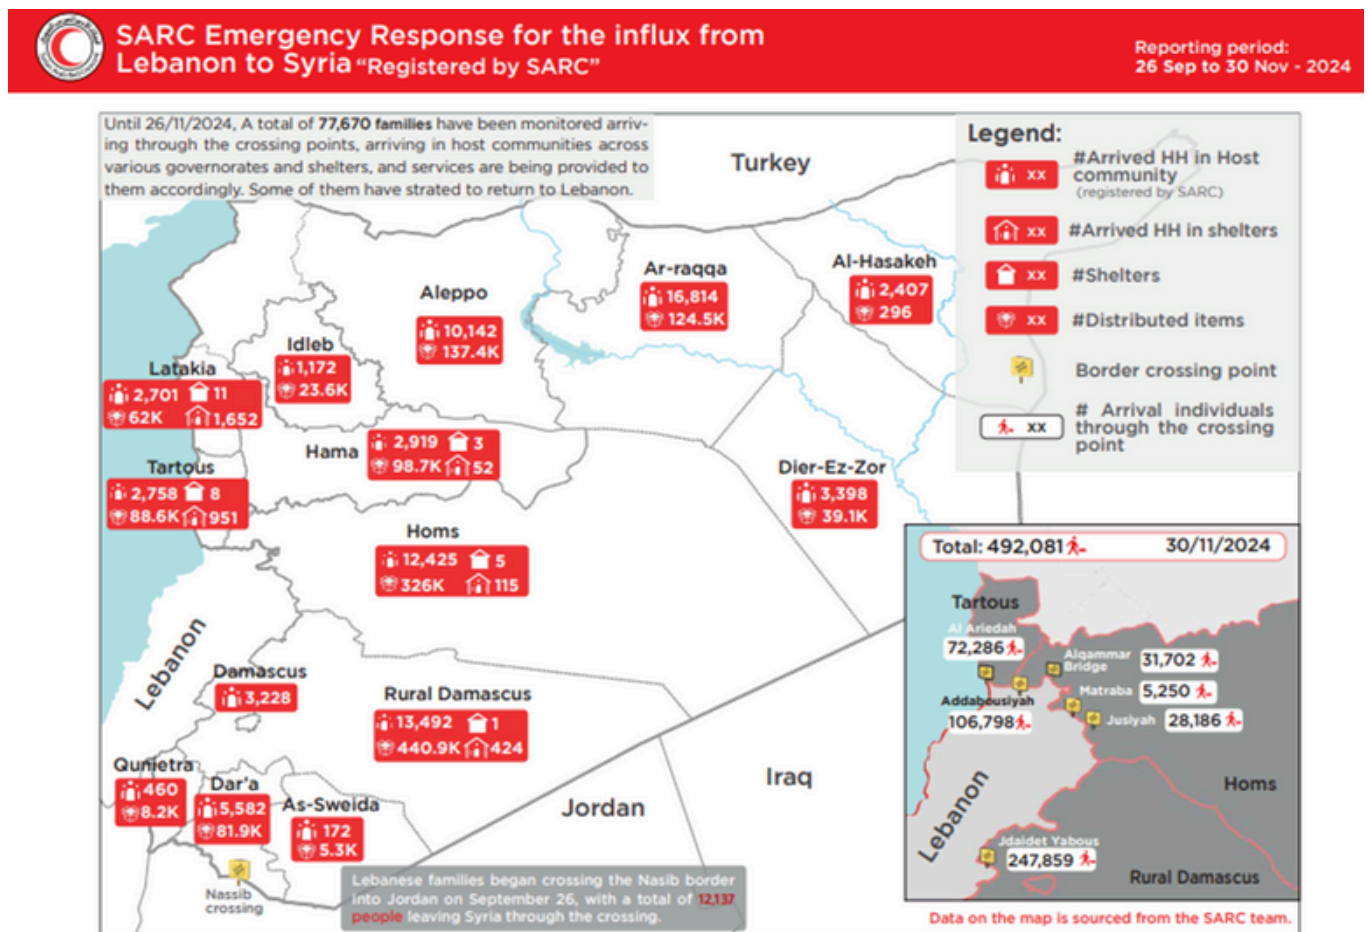 SARC Emergency Response for the influx from
Lebanon to Syria “Registered by SARC”
Reporting period:
26 Sep to 30 Nov - 2024
Until 26/11/2024, A total of 77,670 families have been monitored arriv-
ing through the crossing points, arriving in host communities across
various governorates and shelters, and services are being provided to
them accordingly. Some of them have strated to return to Lebanon.
Legend:
xx #Arrived HH in Host
community
(registered by SARC)
xx #Arrived HH in shelters
xx #Shelters
xx #Distributed items
Border crossing point
xx # Arrival individuals
through the crossing
point
Turkey
Aleppo
10,142
137.4K
Ar-raqqa
16,814
124.5K
Al-Hasakeh
2,407
296
Idleb
1,172
23.6K
Latakia
2,701 11
62K 1,652
Hama
2,919 3
98.7K 52
Tartous
2,758 8
88.6K 951
Dier-Ez-Zor
3,398
39.1K
Homs
12,425 5
326K 115
Lebanon
Damascus
3,228
Rural Damascus
13,492 1
440.9K 424
Qunietra
460
8.2K
Dar'a
5,582
81.9K
As-Sweida
172
5.3K
Nassib
crossing
Jordan
Iraq
Lebanese families began crossing the Nasib border
into Jordan on September 26, with a total of 12,137
people leaving Syria through the crossing.
Total: 492,081 30/11/2024
Tartous
Al Ariedah
72,286
Alqammar
Bridge
31,702
Matraba
5,250
Addabousiyah
106,798
Jusiyah
28,186
Homs
Lebanon
Jdaidet Yabous
247,859
Rural Damascus
Data on the map is sourced from the SARC team.